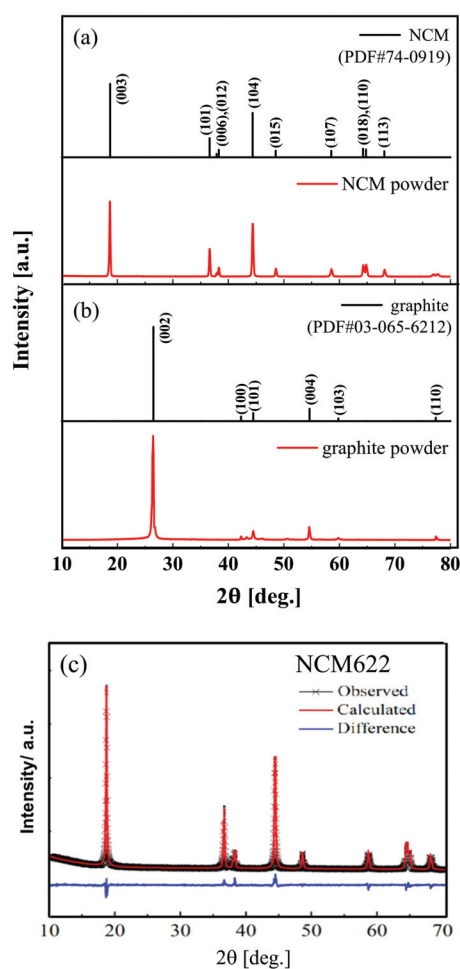 (a)
NCM
(PDF#74-0919)
(003)
(101)
(006),(012)
(104)
(015)
(107)
(018),(110)
(113)
NCM powder
Intensity [a.u.]
(b)
graphite
(PDF#03-065-6212)
(002)
(100)
(101)
(004)
(103)
(110)
graphite powder
10 20 30 40 50 60 70 80
2θ [deg.]
(c)
NCM622
Observed
Calculated
Difference
Intensity/ a.u.
10 20 30 40 50 60 70
2θ [deg.]